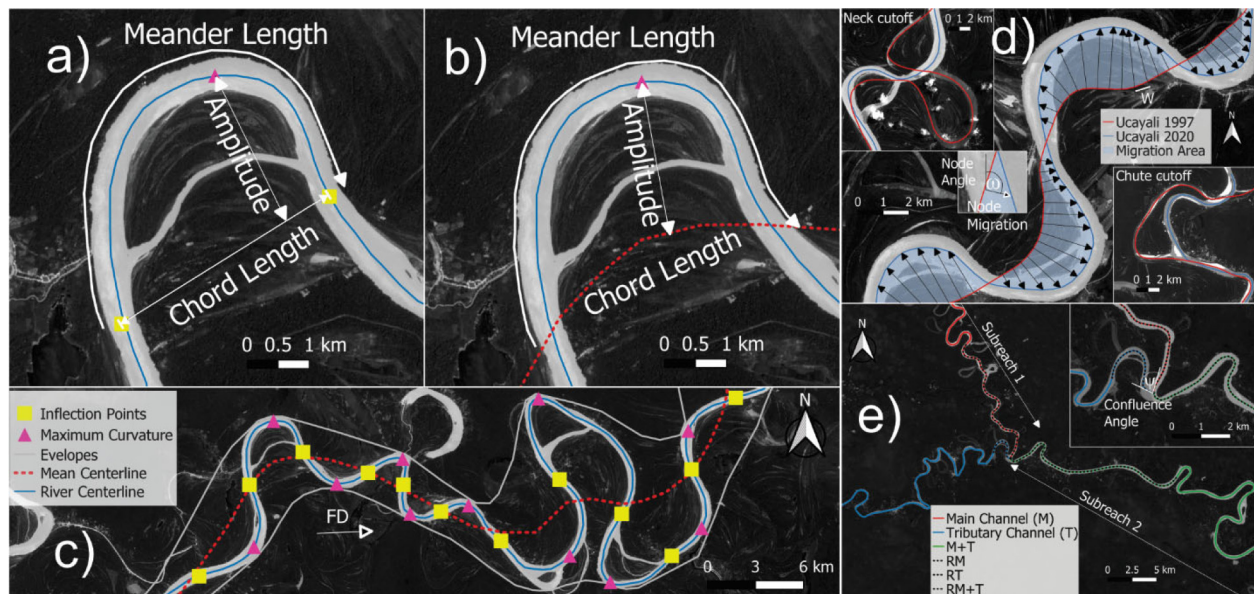 a)
Meander Length
Amplitude
Chord Length
0 0.5 1 km
b)
Meander Length
Amplitude
Chord Length
0 0.5 1 km
c)
Inflection Points
Maximum Curvature
Evelopes
Mean Centerline
River Centerline
FD
N
0 3 6 km
d)
Neck cutoff
0 1 2 km
W
N
Ucayali 1997
Ucayali 2020
Migration Area
Node
Angle
Node
Migration
0 1 2 km
Chute cutoff
0 1 2 km
e)
N
Subreach 1
Subreach 2
Confluence
Angle
0 1 2 km
Main Channel (M)
Tributary Channel (T)
M+T
RM
RT
RM+T
0 2.5 5 km